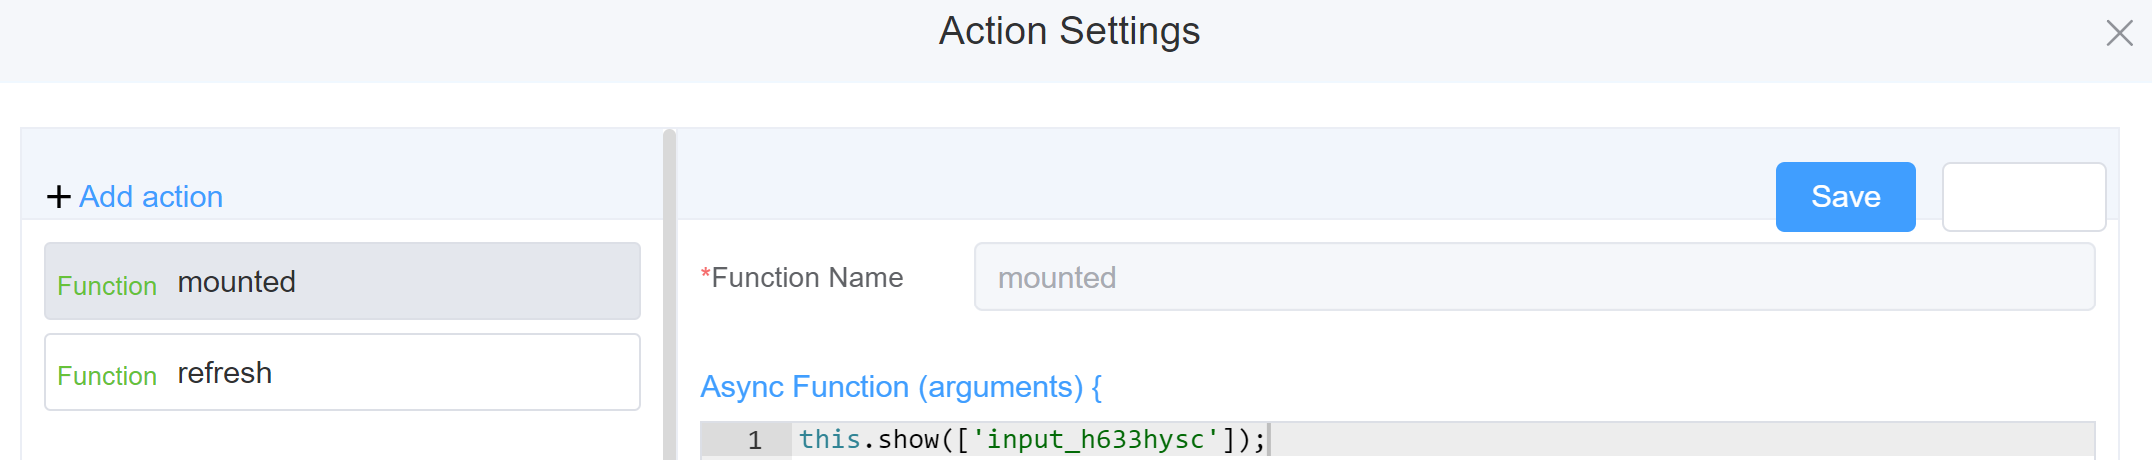 Action Settings
+ Add action
Save
Function mounted
*Function Name mounted
Function refresh
Async Function (arguments) {
1 this.show(['input_h633hysc']);